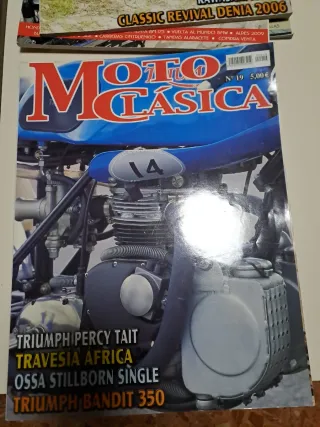 CLASSIC REVIVAL DENIA 2006
MOTO
CLÁSICA
Nº 19 5,00€
14
TRIUMPH PERCY TAIT
TRAVESIA AFRICA
OSSA STILLBORN SINGLE
TRIUMPH BANDIT 350